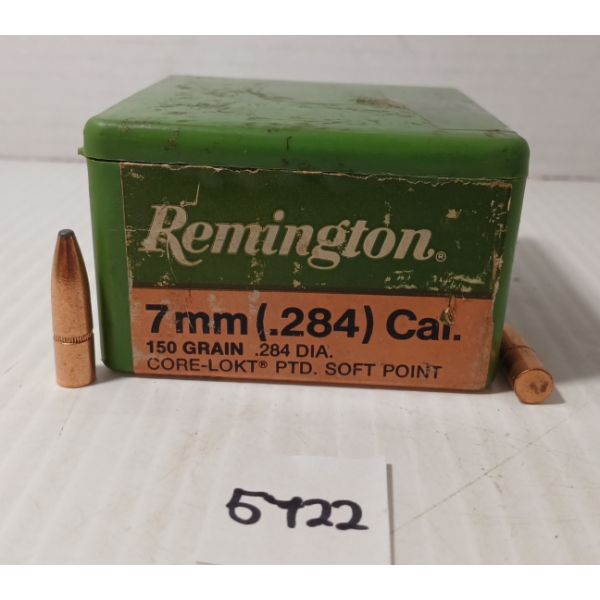 Remington®
7mm (.284) Cal.
150 GRAIN .284 DIA.
CORE-LOKT® PTD. SOFT POINT
5422